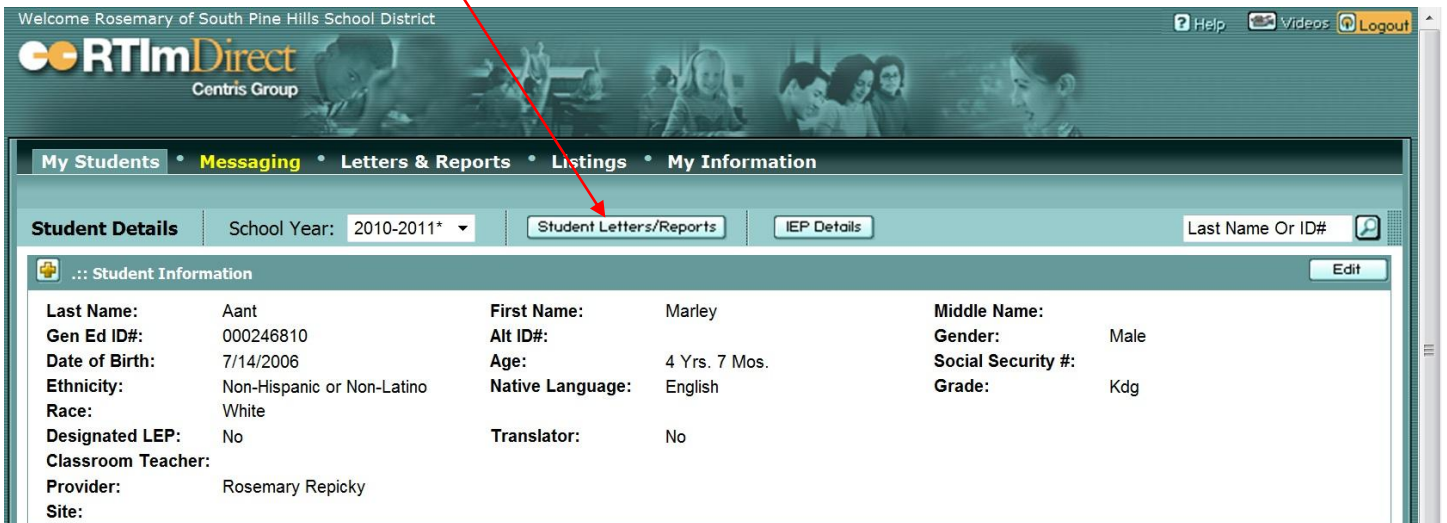 Welcome Rosemary of South Pine Hills School District
Help Videos Logout
RTImDirect
Centris Group
My Students • Messaging • Letters & Reports • Listings • My Information
Student Details School Year: 2010-2011* Student Letters/Reports IEP Details Last Name Or ID#
.:: Student Information Edit
Last Name: Aant First Name: Marley Middle Name:
Gen Ed ID#: 000246810 Alt ID#: Gender: Male
Date of Birth: 7/14/2006 Age: 4 Yrs. 7 Mos. Social Security #:
Ethnicity: Non-Hispanic or Non-Latino Native Language: English Grade: Kdg
Race: White
Designated LEP: No Translator: No
Classroom Teacher:
Provider: Rosemary Repicky
Site: